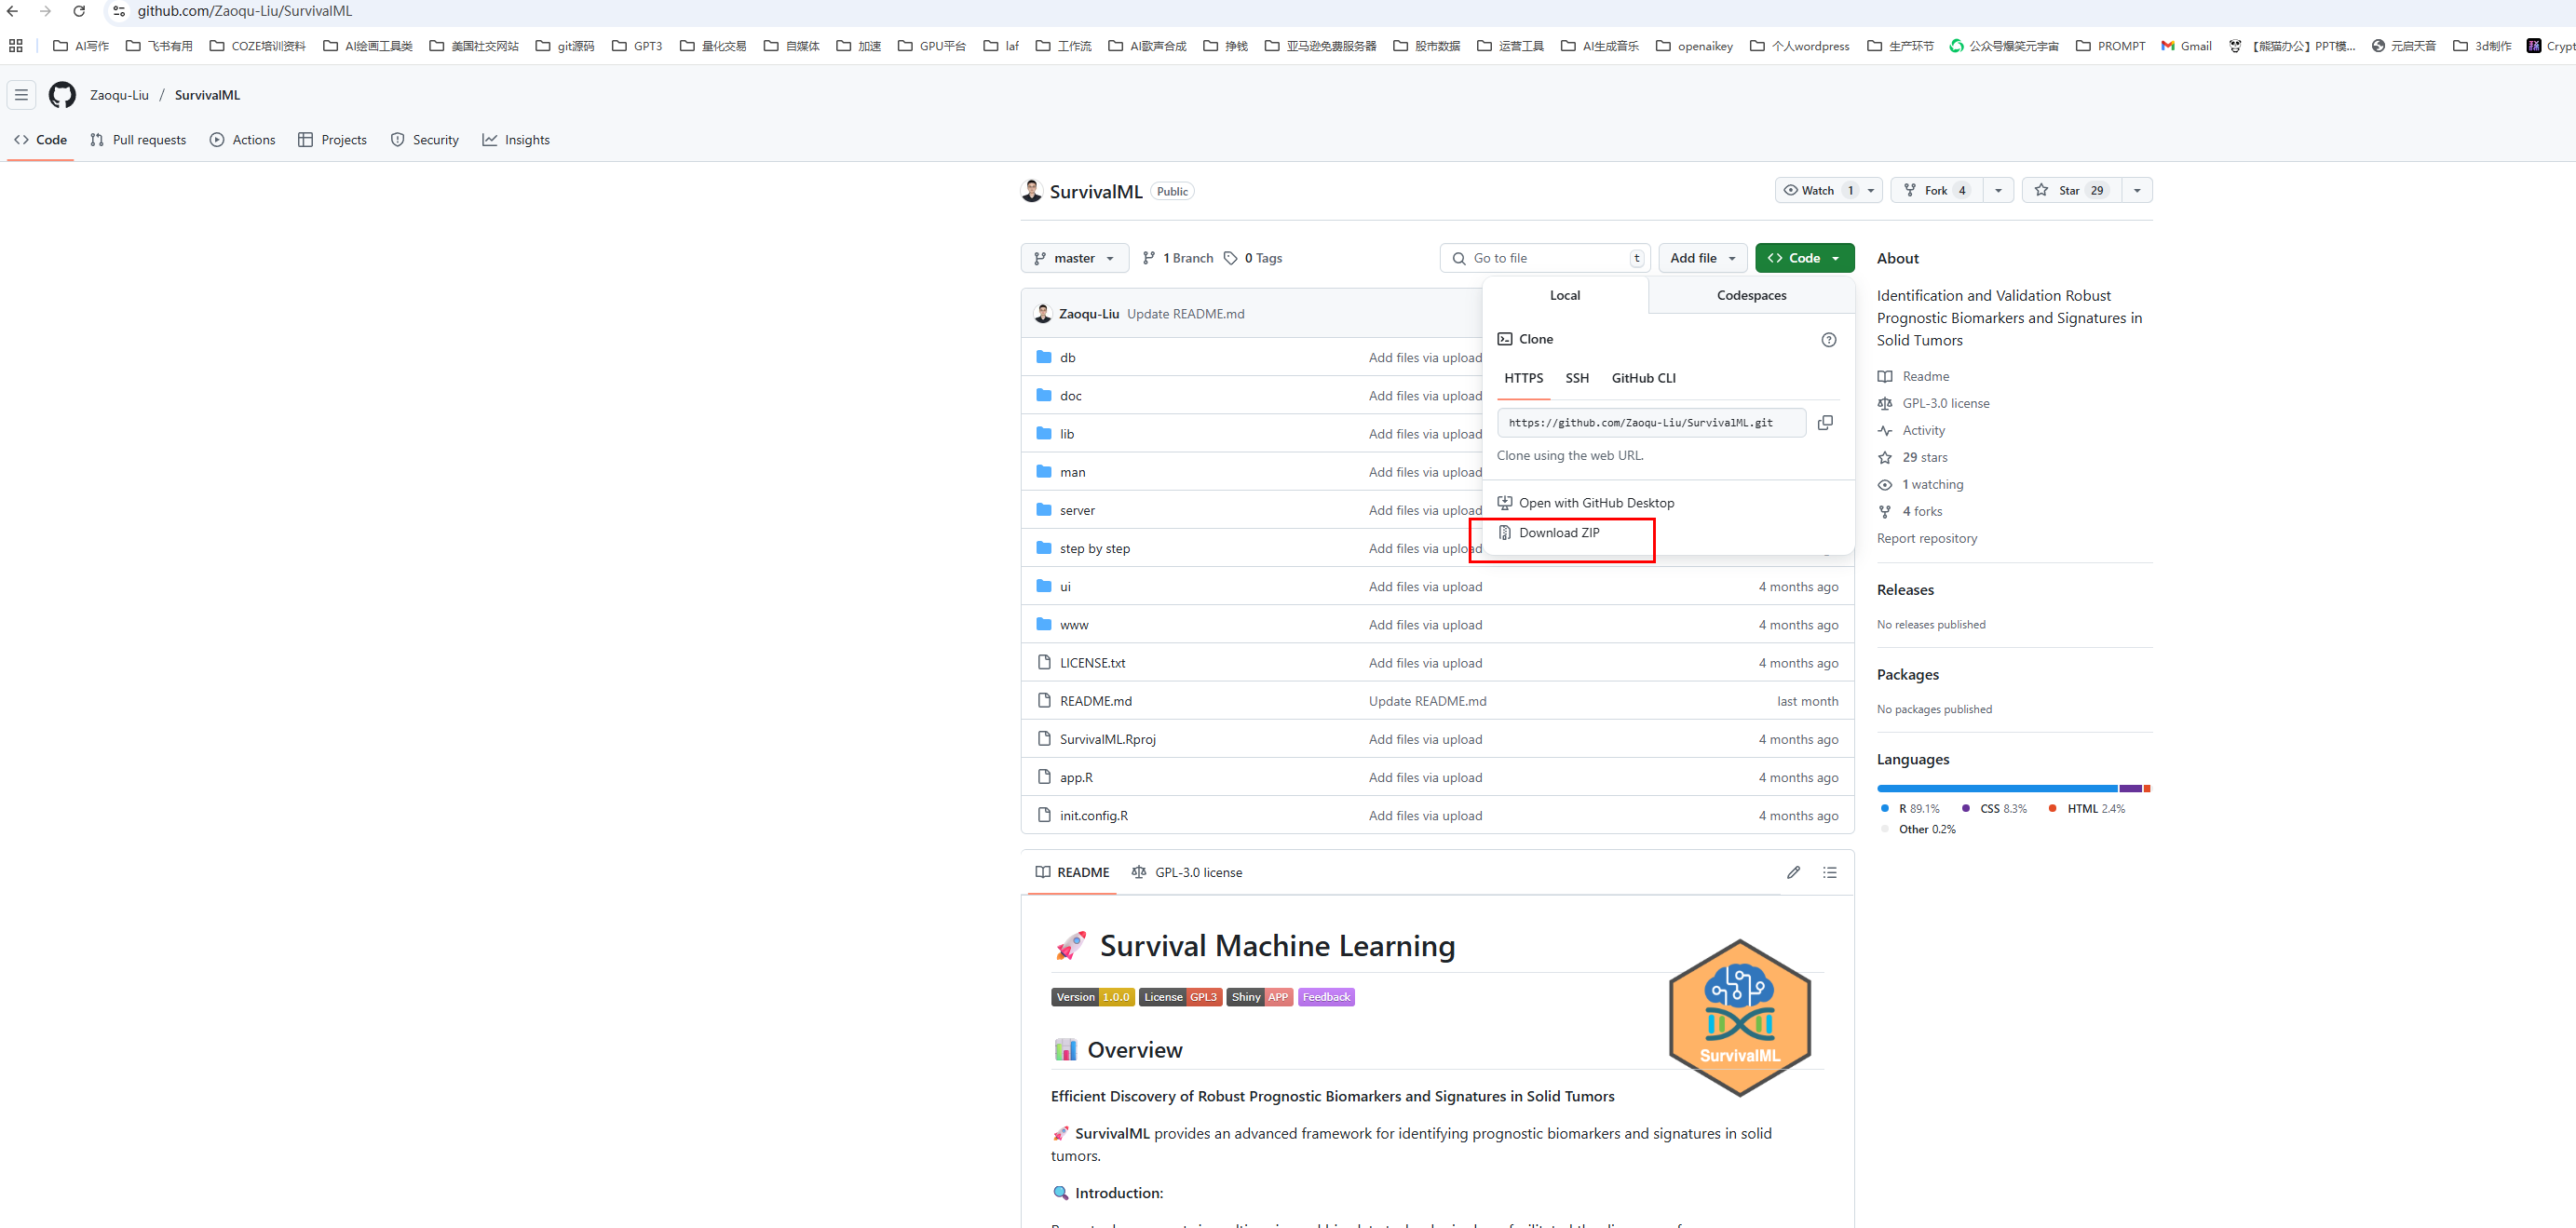 github.com/Zaoqu-Liu/SurvivalML
AI写作 飞书有用 COZE培训资料 AI绘画工具类 美国社交网站 git源码 GPT3 量化交易 自媒体 加速 GPU平台 laf 工作流 AI歌声合成 挣钱 亚马逊免费服务器 股市数据 运营工具 AI生成音乐 openaikey 个人wordpress 生产环节 公众号爆笑元宇宙 PROMPT Gmail 【熊猫办公】PPT模... 元启天音 3d制作 Crypt
Zaoqu-Liu / SurvivalML
Code Pull requests Actions Projects Security Insights
SurvivalML Public
Watch 1 Fork 4 Star 29
master 1 Branch 0 Tags Go to file t Add file Code
Local Codespaces
Clone
HTTPS SSH GitHub CLI
https://github.com/Zaoqu-Liu/SurvivalML.git
Clone using the web URL.
Open with GitHub Desktop
Download ZIP
Zaoqu-Liu Update README.md
db Add files via upload
doc Add files via upload
lib Add files via upload
man Add files via upload
server Add files via upload
step by step Add files via upload
ui Add files via upload 4 months ago
www Add files via upload 4 months ago
LICENSE.txt Add files via upload 4 months ago
README.md Update README.md last month
SurvivalML.Rproj Add files via upload 4 months ago
app.R Add files via upload 4 months ago
init.config.R Add files via upload 4 months ago
About
Identification and Validation Robust
Prognostic Biomarkers and Signatures in
Solid Tumors
Readme
GPL-3.0 license
Activity
29 stars
1 watching
4 forks
Report repository
Releases
No releases published
Packages
No packages published
Languages
R 89.1% CSS 8.3% HTML 2.4%
Other 0.2%
README GPL-3.0 license
Survival Machine Learning
Version 1.0.0 License GPL3 Shiny APP Feedback
SurvivalML
Overview
Efficient Discovery of Robust Prognostic Biomarkers and Signatures in Solid Tumors
SurvivalML provides an advanced framework for identifying prognostic biomarkers and signatures in solid
tumors.
Introduction: